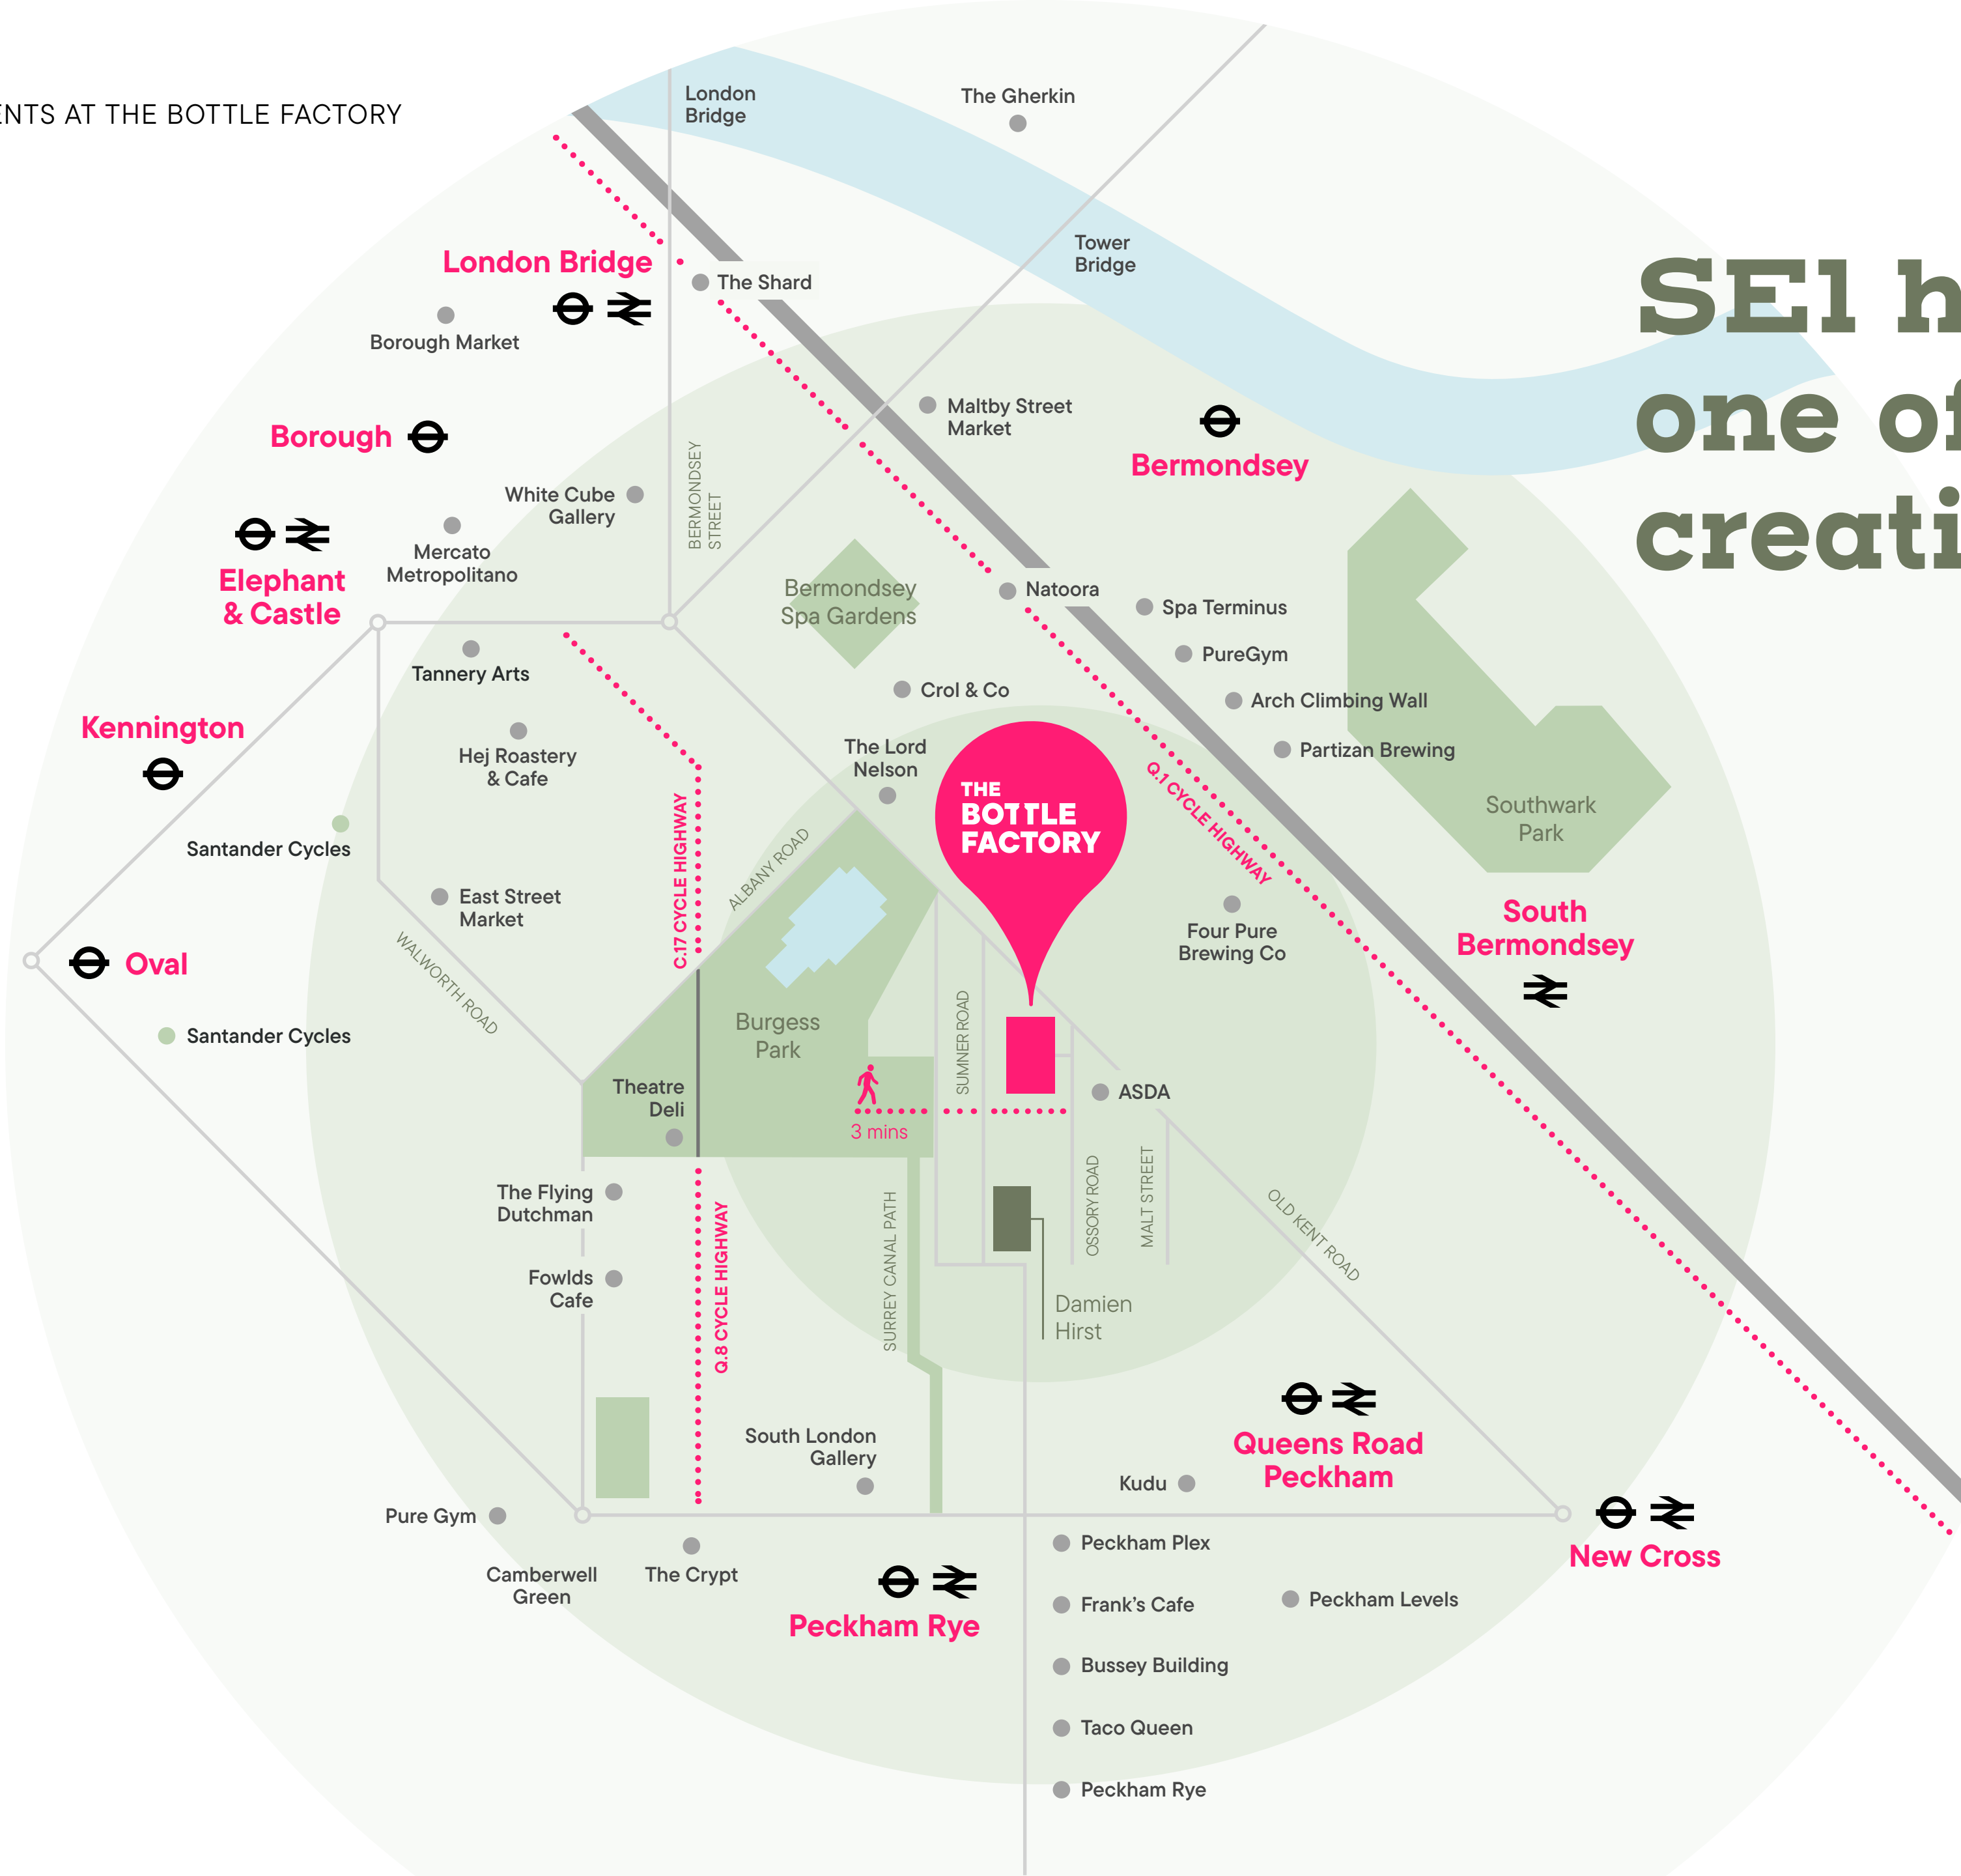 ENTS AT THE BOTTLE FACTORY
London
Bridge
The Gherkin
Tower
Bridge
SE1 h
one of
creati
London Bridge
The Shard
Borough Market
Maltby Street
Market
Borough
Bermondsey
White Cube
Gallery
BERMONDSEY
STREET
Mercato
Metropolitano
Elephant
& Castle
Bermondsey
Spa Gardens
Natoora
Spa Terminus
PureGym
Tannery Arts
Crol & Co
Arch Climbing Wall
Kennington
Hej Roastery
& Cafe
The Lord
Nelson
Partizan Brewing
THE
BOTTLE
FACTORY
Q.1 CYCLE HIGHWAY
Southwark
Park
Santander Cycles
C.17 CYCLE HIGHWAY
ALBANY ROAD
East Street
Market
WALWORTH ROAD
Four Pure
Brewing Co
South
Bermondsey
Oval
Santander Cycles
Burgess
Park
SUMNER ROAD
Theatre
Deli
ASDA
3 mins
The Flying
Dutchman
Q.8 CYCLE HIGHWAY
SURREY CANAL PATH
OSSORY ROAD
MALT STREET
OLD KENT ROAD
Fowlds
Cafe
Damien
Hirst
South London
Gallery
Queens Road
Peckham
Kudu
Pure Gym
New Cross
Camberwell
Green
The Crypt
Peckham Rye
Peckham Plex
Frank's Cafe
Peckham Levels
Bussey Building
Taco Queen
Peckham Rye